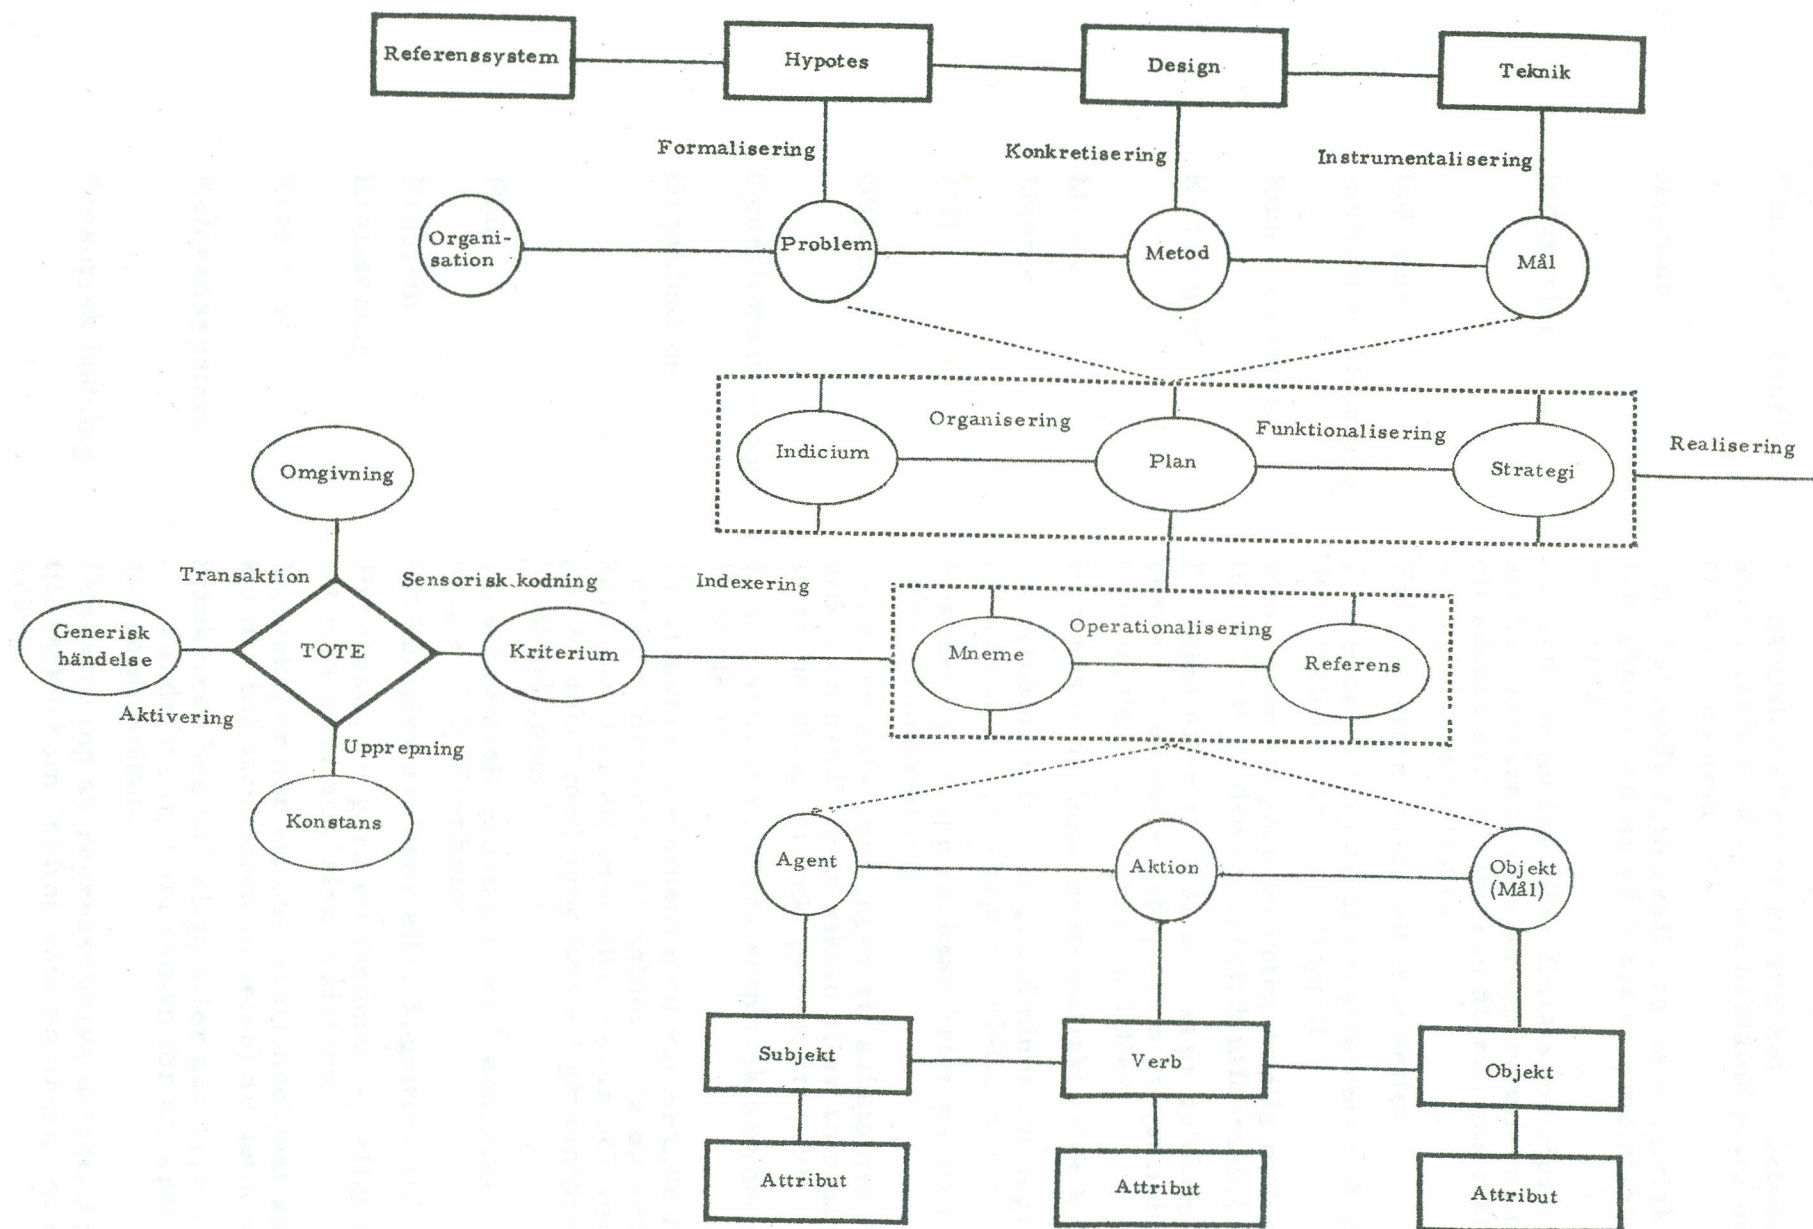 Referenssystem
Hypotes
Design
Teknik
Formalisering
Konkretisering
Instrumentalisering
Organi-
sation
Problem
Metod
Mål
Organisering
Funktionalisering
Realisering
Indicium
Plan
Strategi
Omgivning
Transaktion
Sensorisk kodning
Indexering
Generisk
händelse
TOTE
Kriterium
Operationalisering
Mneme
Referens
Aktivering
Upprepning
Konstans
Agent
Aktion
Objekt
(Mål)
Subjekt
Verb
Objekt
Attribut
Attribut
Attribut